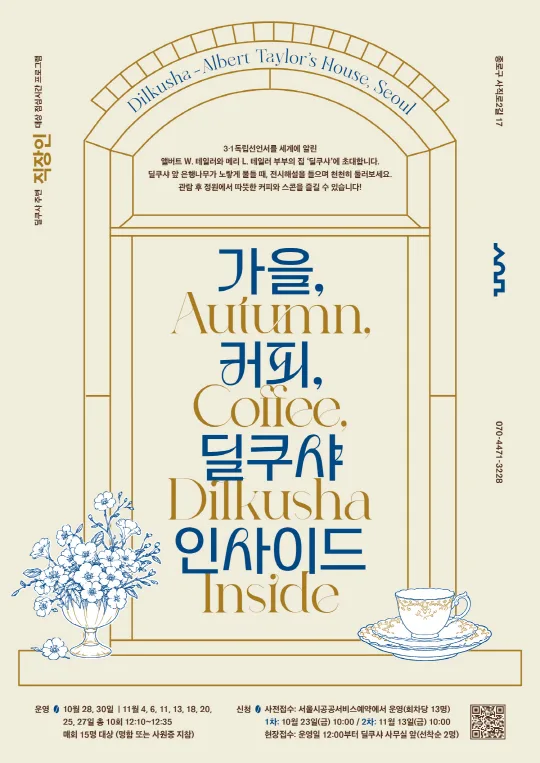 Dilkusha - Albert Taylor's House, Seoul
딜쿠샤 주변 직장인 대상 점심시간 프로그램
종로구 사직로2길 17
3·1독립선언서를 세계에 알린
앨버트 W. 테일러와 메리 L. 테일러 부부의 집 '딜쿠샤'에 초대합니다.
딜쿠샤 앞 은행나무가 노랗게 물들 때, 전시해설을 들으며 천천히 둘러보세요.
관람 후 정원에서 따뜻한 커피와 스콘을 즐길 수 있습니다!
가을,
Autumn,
커피,
Coffee,
딜쿠샤
Dilkusha
인사이드
Inside
070-4471-3228
운영 10월 28, 30일 | 11월 4, 6, 11, 13, 18, 20,
25, 27일 총 10회 12:10~12:35
매회 15명 대상 (명함 또는 사원증 지참)
신청 사전접수: 서울시공공서비스예약에서 운영(회차당 13명)
1차: 10월 23일(금) 10:00 / 2차: 11월 13일(금) 10:00
현장접수: 운영일 12:00부터 딜쿠샤 사무실 앞(선착순 2명)